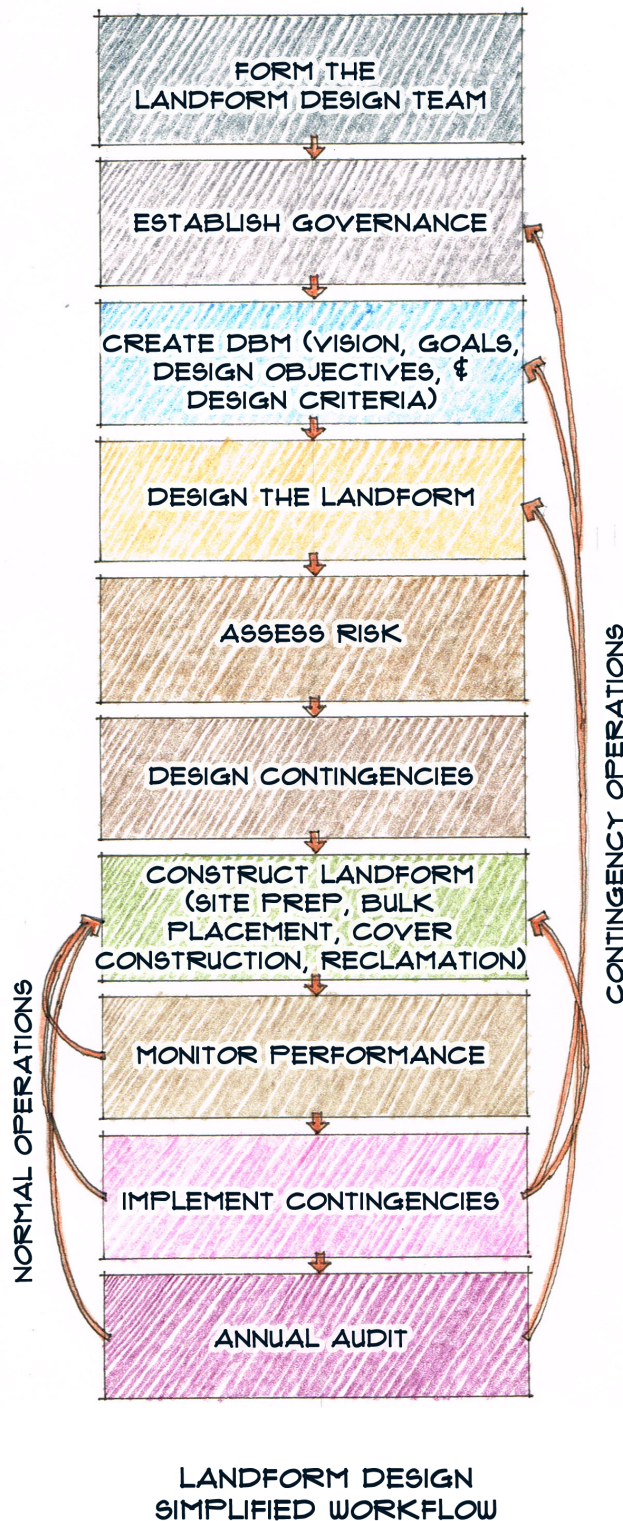 FORM THE
LANDFORM DESIGN TEAM
ESTABLISH GOVERNANCE
CREATE DBM (VISION, GOALS,
DESIGN OBJECTIVES, &
DESIGN CRITERIA)
DESIGN THE LANDFORM
ASSESS RISK
DESIGN CONTINGENCIES
CONSTRUCT LANDFORM
(SITE PREP, BULK
PLACEMENT, COVER
CONSTRUCTION, RECLAMATION)
MONITOR PERFORMANCE
IMPLEMENT CONTINGENCIES
ANNUAL AUDIT
NORMAL OPERATIONS
CONTINGENCY OPERATIONS
LANDFORM DESIGN
SIMPLIFIED WORKFLOW